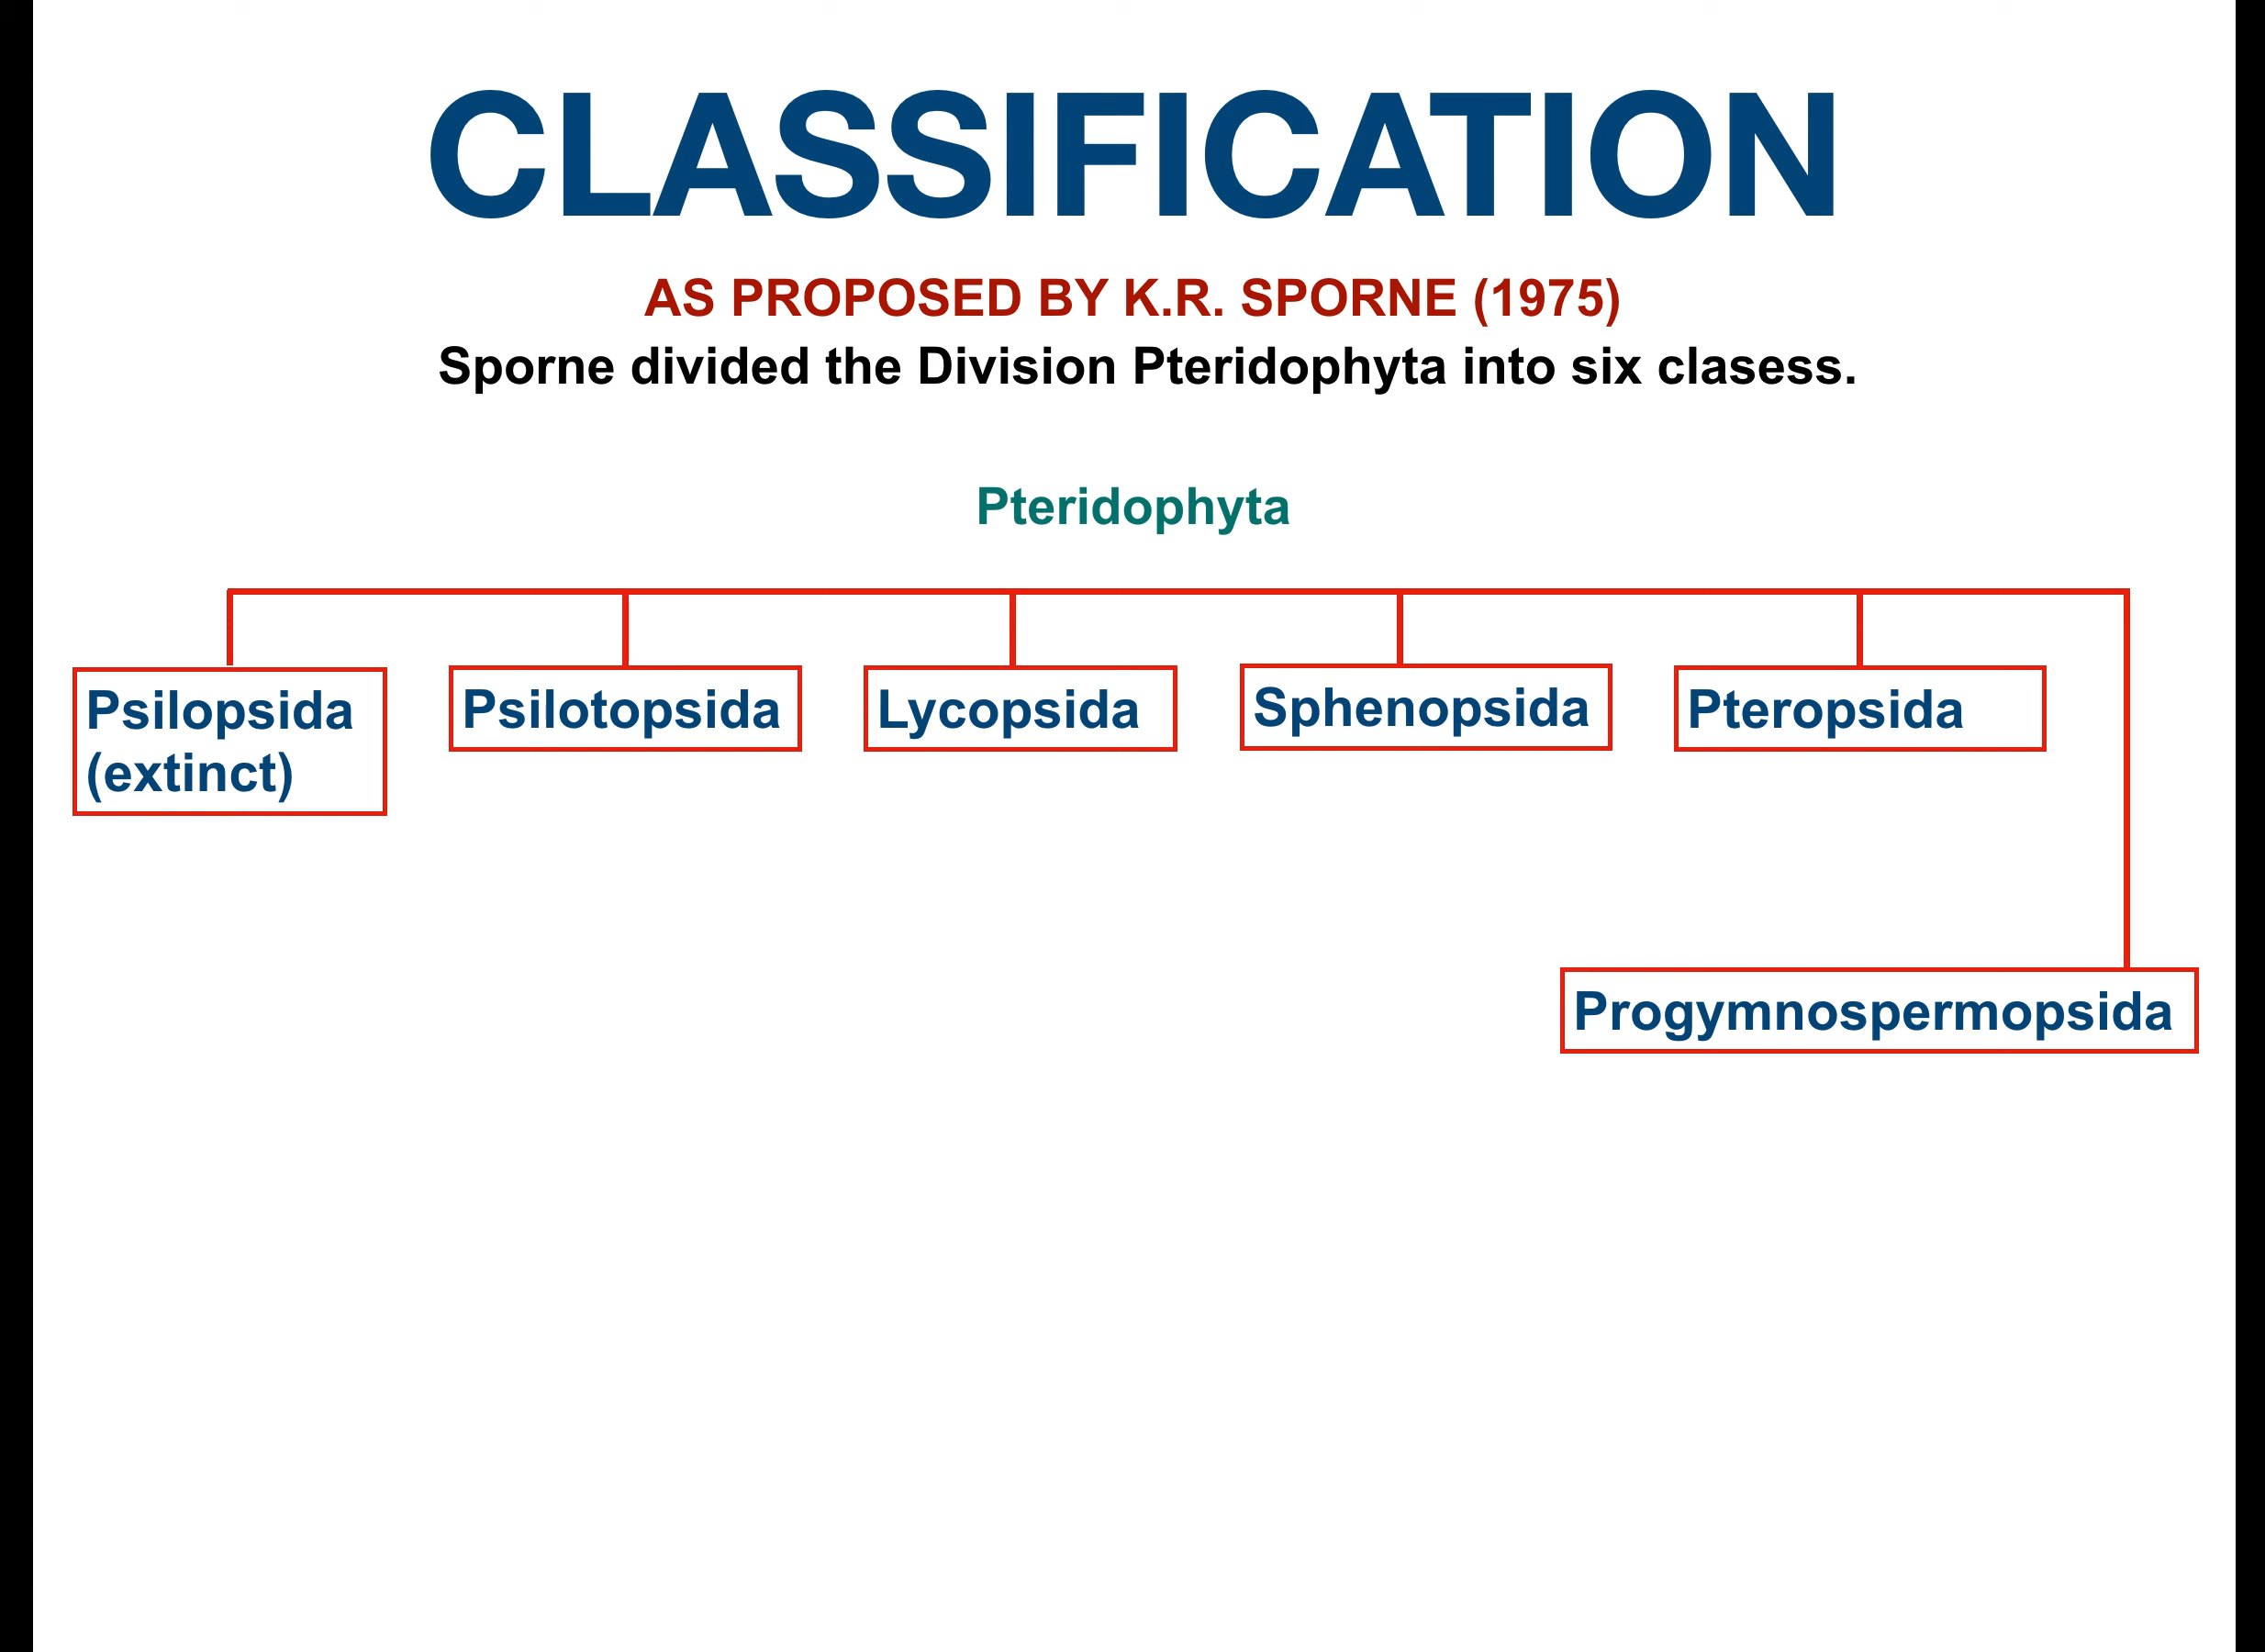 CLASSIFICATION
AS PROPOSED BY K.R. SPORNE (1975)
Sporne divided the Division Pteridophyta into six clasess.
Pteridophyta
Psilopsida
(extinct)
Psilotopsida
Lycopsida
Sphenopsida
Pteropsida
Progymnospermopsida